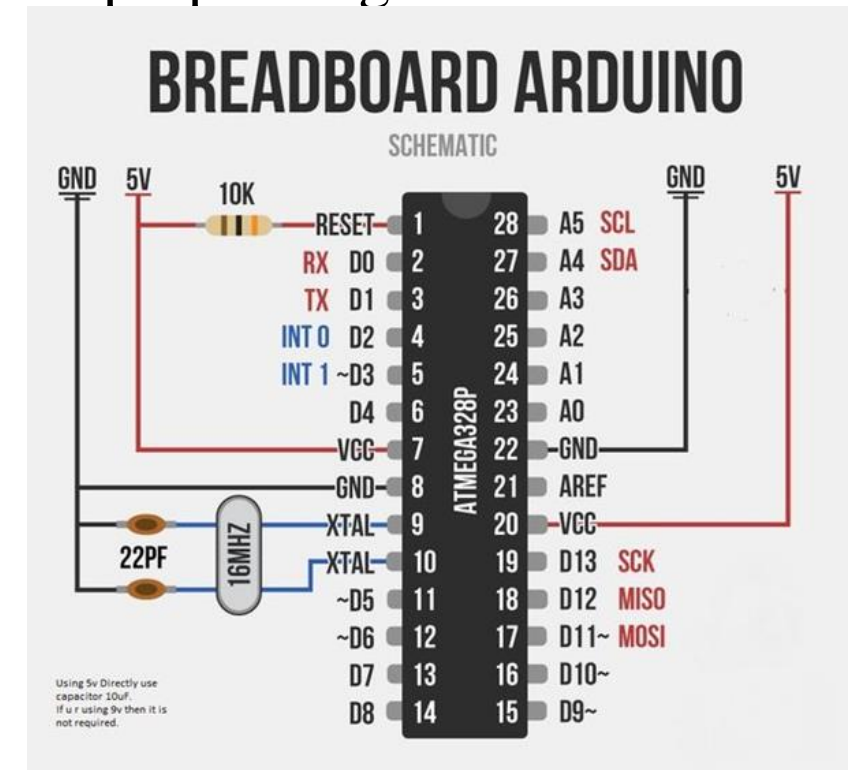 BREADBOARD ARDUINO
SCHEMATIC
GND 5V 10K GND 5V
RESET 1 28 A5 SCL
RX D0 2 27 A4 SDA
TX D1 3 26 A3
INT 0 D2 4 25 A2
INT 1 ~D3 5 24 A1
D4 6 23 A0
VCC 7 22 GND
GND 8 21 AREF
XTAL 9 20 VCC
22PF 16MHZ ATMEGA328P
XTAL 10 19 D13 SCK
~D5 11 18 D12 MISO
~D6 12 17 D11~ MOSI
D7 13 16 D10~
D8 14 15 D9~
Using 5v Directly use
capacitor 10uF.
If u r using 9v then it is
not required.